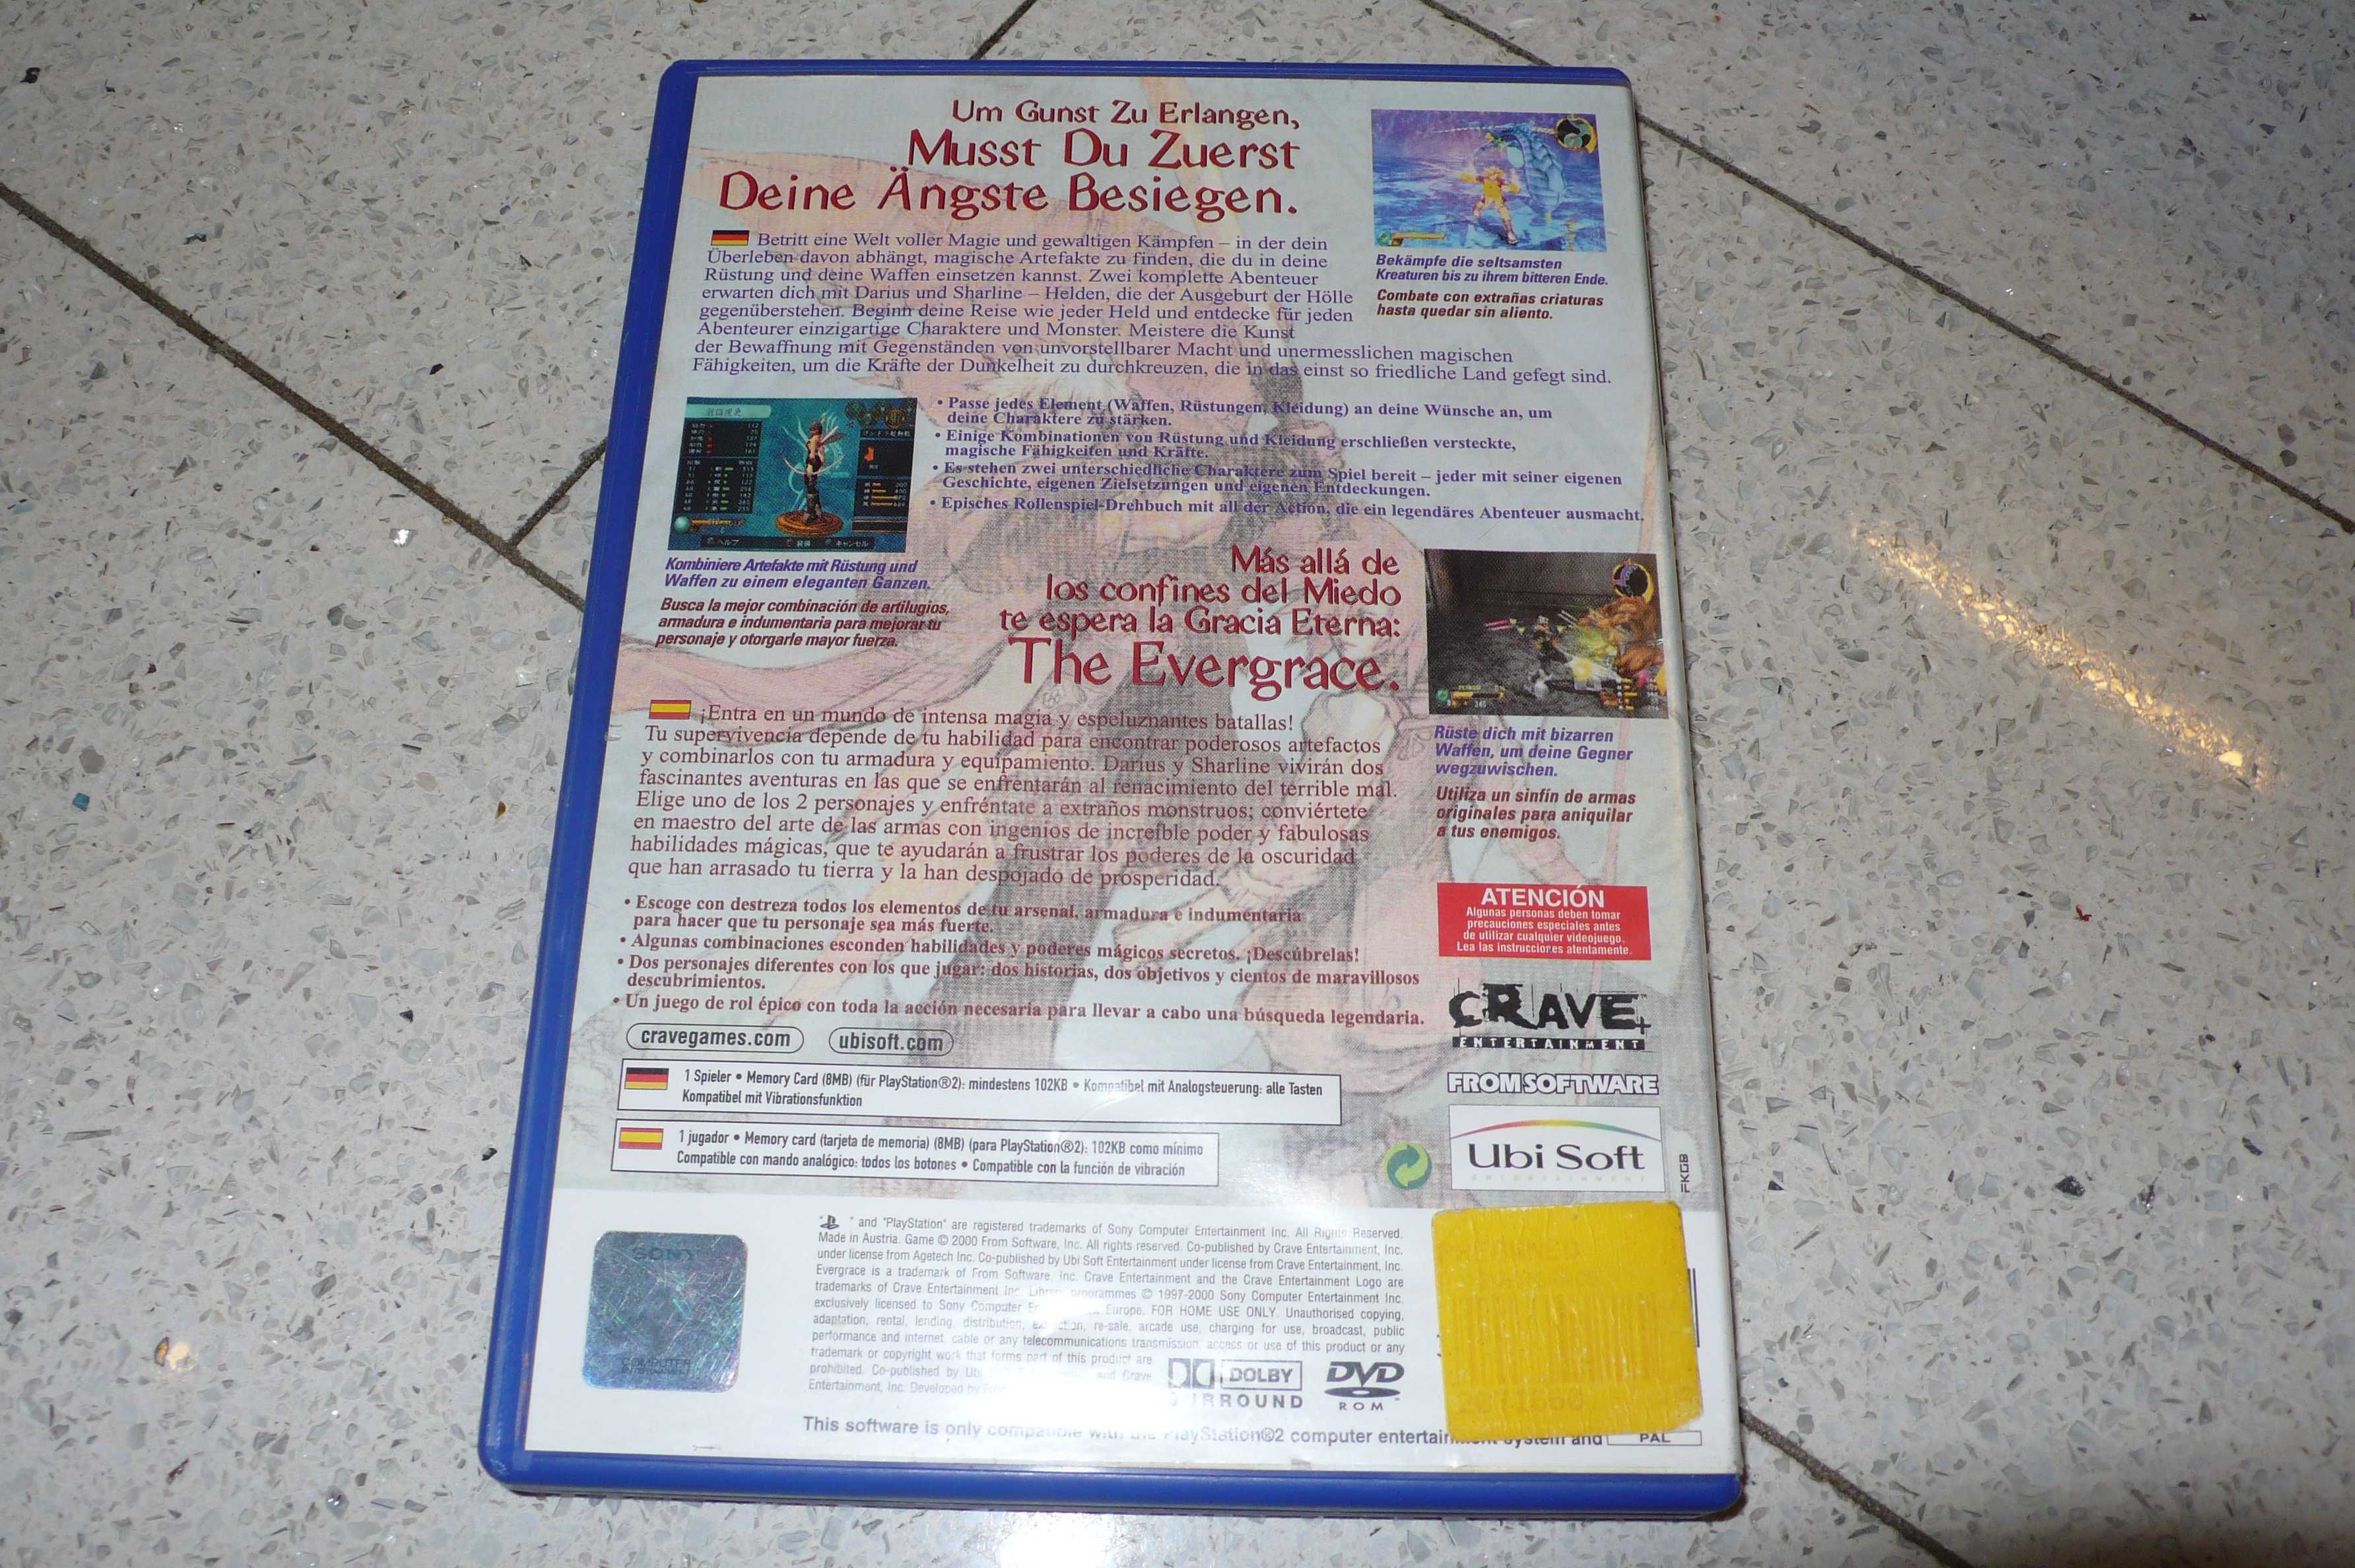 Um Gunst Zu Erlangen,
Musst Du Zuerst
Deine Ängste Besiegen.
Betritt eine Welt voller Magie und gewaltigen Kämpfen – in der dein
Überleben davon abhängt, magische Artefakte zu finden, die du in deine
Rüstung und deine Waffen einsetzen kannst. Zwei komplette Abenteuer
erwarten dich mit Darius und Sharline – Helden, die der Ausgeburt der Hölle
gegenüberstehen. Beginn deine Reise wie jeder Held und entdecke für jeden
Abenteurer einzigartige Charaktere und Monster. Meistere die Kunst
der Bewaffnung mit Gegenständen von unvorstellbarer Macht und unermesslichen magischen
Fähigkeiten, um die Kräfte der Dunkelheit zu durchkreuzen, die in das einst so friedliche Land gefegt sind.
Bekämpfe die seltsamsten
Kreaturen bis zu ihrem bitteren Ende.
Combate con extrañas criaturas
hasta quedar sin aliento.
• Passe jedes Element (Waffen, Rüstungen, Kleidung) an deine Wünsche an, um
deine Charaktere zu stärken.
• Einige Kombinationen von Rüstung und Kleidung erschließen versteckte,
magische Fähigkeiten und Kräfte.
• Es stehen zwei unterschiedliche Charaktere zum Spiel bereit – jeder mit seiner eigenen
Geschichte, eigenen Zielsetzungen und eigenen Entdeckungen.
• Episches Rollenspiel-Drehbuch mit all der Action, die ein legendäres Abenteuer ausmacht.
ヘルプ
キャンセル
Kombiniere Artefakte mit Rüstung und
Waffen zu einem eleganten Ganzen.
Busca la mejor combinación de artilugios,
armadura e indumentaria para mejorar tu
personaje y otorgarle mayor fuerza.
Más allá de
los confines del Miedo
te espera la Gracia Eterna:
The Evergrace.
¡Entra en un mundo de intensa magia y espeluznantes batallas!
Tu supervivencia depende de tu habilidad para encontrar poderosos artefactos
y combinarlos con tu armadura y equipamiento. Darius y Sharline vivirán dos
fascinantes aventuras en las que se enfrentarán al renacimiento del terrible mal.
Elige uno de los 2 personajes y enfréntate a extraños monstruos; conviértete
en maestro del arte de las armas con ingenios de increíble poder y fabulosas
habilidades mágicas, que te ayudarán a frustrar los poderes de la oscuridad
que han arrasado tu tierra y la han despojado de prosperidad.
Rüste dich mit bizarren
Waffen, um deine Gegner
wegzuwischen.
Utiliza un sinfín de armas
originales para aniquilar
a tus enemigos.
• Escoge con destreza todos los elementos de tu arsenal, armadura e indumentaria
para hacer que tu personaje sea más fuerte.
• Algunas combinaciones esconden habilidades y poderes mágicos secretos. ¡Descúbrelas!
• Dos personajes diferentes con los que jugar: dos historias, dos objetivos y cientos de maravillosos
descubrimientos.
• Un juego de rol épico con toda la acción necesaria para llevar a cabo una búsqueda legendaria.
ATENCIÓN
Algunas personas deben tomar
precauciones especiales antes
de utilizar cualquier videojuego.
Lea las instrucciones atentamente.
cravegames.com
ubisoft.com
CRAVE
ENTERTAINMENT
FROMSOFTWARE
Ubi Soft
ENTERTAINMENT
FKGB
1 Spieler • Memory Card (8MB) (für PlayStation®2): mindestens 102KB • Kompatibel mit Analogsteuerung: alle Tasten
Kompatibel mit Vibrationsfunktion
1 jugador • Memory card (tarjeta de memoria) (8MB) (para PlayStation®2): 102KB como mínimo
Compatible con mando analógico: todos los botones • Compatible con la función de vibración
SONY
COMPUTER
ENTERTAINMENT
" " and "PlayStation" are registered trademarks of Sony Computer Entertainment Inc. All Rights Reserved.
Made in Austria. Game © 2000 From Software, Inc. All rights reserved. Co-published by Crave Entertainment, Inc.
under license from Agetech Inc. Co-published by Ubi Soft Entertainment under license from Crave Entertainment, Inc.
Evergrace is a trademark of From Software, Inc. Crave Entertainment and the Crave Entertainment Logo are
trademarks of Crave Entertainment Inc. Library programmes © 1997-2000 Sony Computer Entertainment Inc.
exclusively licensed to Sony Computer Europe. FOR HOME USE ONLY. Unauthorised copying,
adaptation, rental, lending, distribution, re-sale, arcade use, charging for use, broadcast, public
performance and internet, cable or any telecommunications transmission, access or use of this product or any
trademark or copyright work that forms part of this product are
prohibited. Co-published by and Crave
Entertainment, Inc. Developed by
DOLBY
SURROUND
DVD
ROM
This software is only compatible with the PlayStation®2 computer entertainment system and
PAL